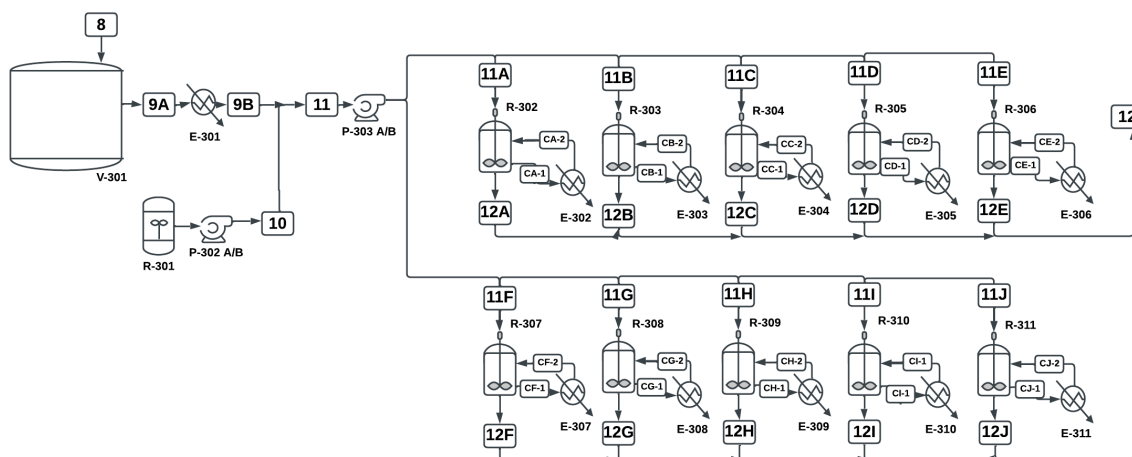 8
9A
9B
11
E-301
P-303 A/B
V-301
10
R-301
P-302 A/B
11A
11B
11C
11D
11E
R-302
R-303
R-304
R-305
R-306
12
CA-2
CB-2
CC-2
CD-2
CE-2
CA-1
CB-1
CC-1
CD-1
CE-1
12A
12B
12C
12D
12E
E-302
E-303
E-304
E-305
E-306
11F
11G
11H
11I
11J
R-307
R-308
R-309
R-310
R-311
CF-2
CG-2
CH-2
CI-1
CJ-2
CF-1
CG-1
CH-1
CI-1
CJ-1
12F
12G
12H
12I
12J
E-307
E-308
E-309
E-310
E-311